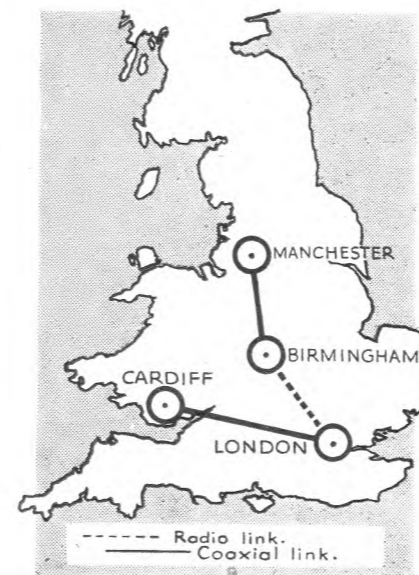 MANCHESTER
BIRMINGHAM
CARDIFF
LONDON
Radio link.
Coaxial link.